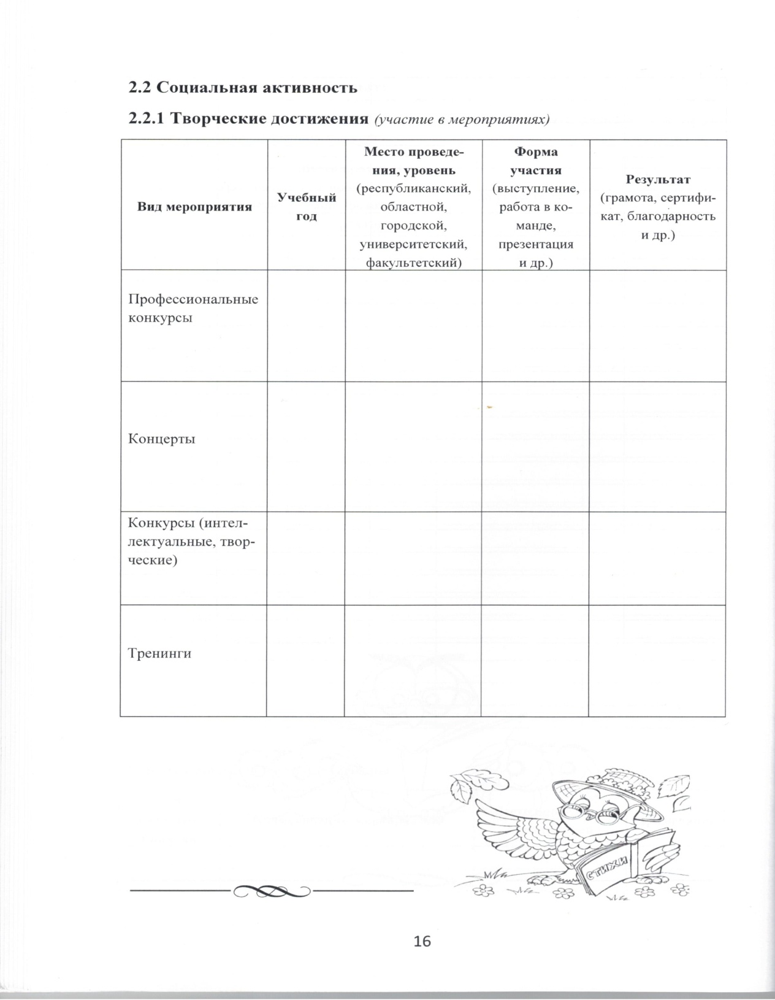 2.2 Социальная активность
2.2.1 Творческие достижения (участие в мероприятиях)
Вид мероприятия
Учебный
год
Место проведе-
ния, уровень
(республиканский,
областной,
городской,
университетский,
факультетский)
Форма
участия
(выступление,
работа в ко-
манде,
презентация
и др.)
Результат
(грамота, сертифи-
кат, благодарность
и др.)
Профессиональные
конкурсы
Концерты
Конкурсы (интел-
лектуальные, твор-
ческие)
Тренинги
СТИХИ
16